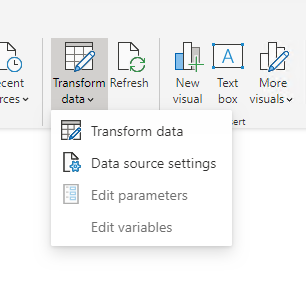 ecent
rces
Transform
data
Refresh
New
visual
Text
box
More
visuals
A
sert
Transform data
Data source settings
Edit parameters
Edit variables